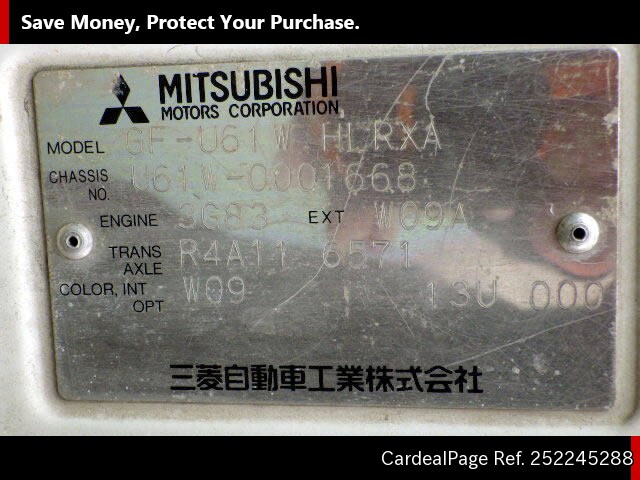 Save Money, Protect Your Purchase.
MITSUBISHI
MOTORS CORPORATION
MODEL GF-U61W HLRXA
CHASSIS NO. U61W-0001668
ENGINE 3G83 EXT W09A
TRANS AXLE R4A11 6571
COLOR, INT OPT W09 13U 000
三菱自動車工業株式会社
CardealPage Ref. 252245288